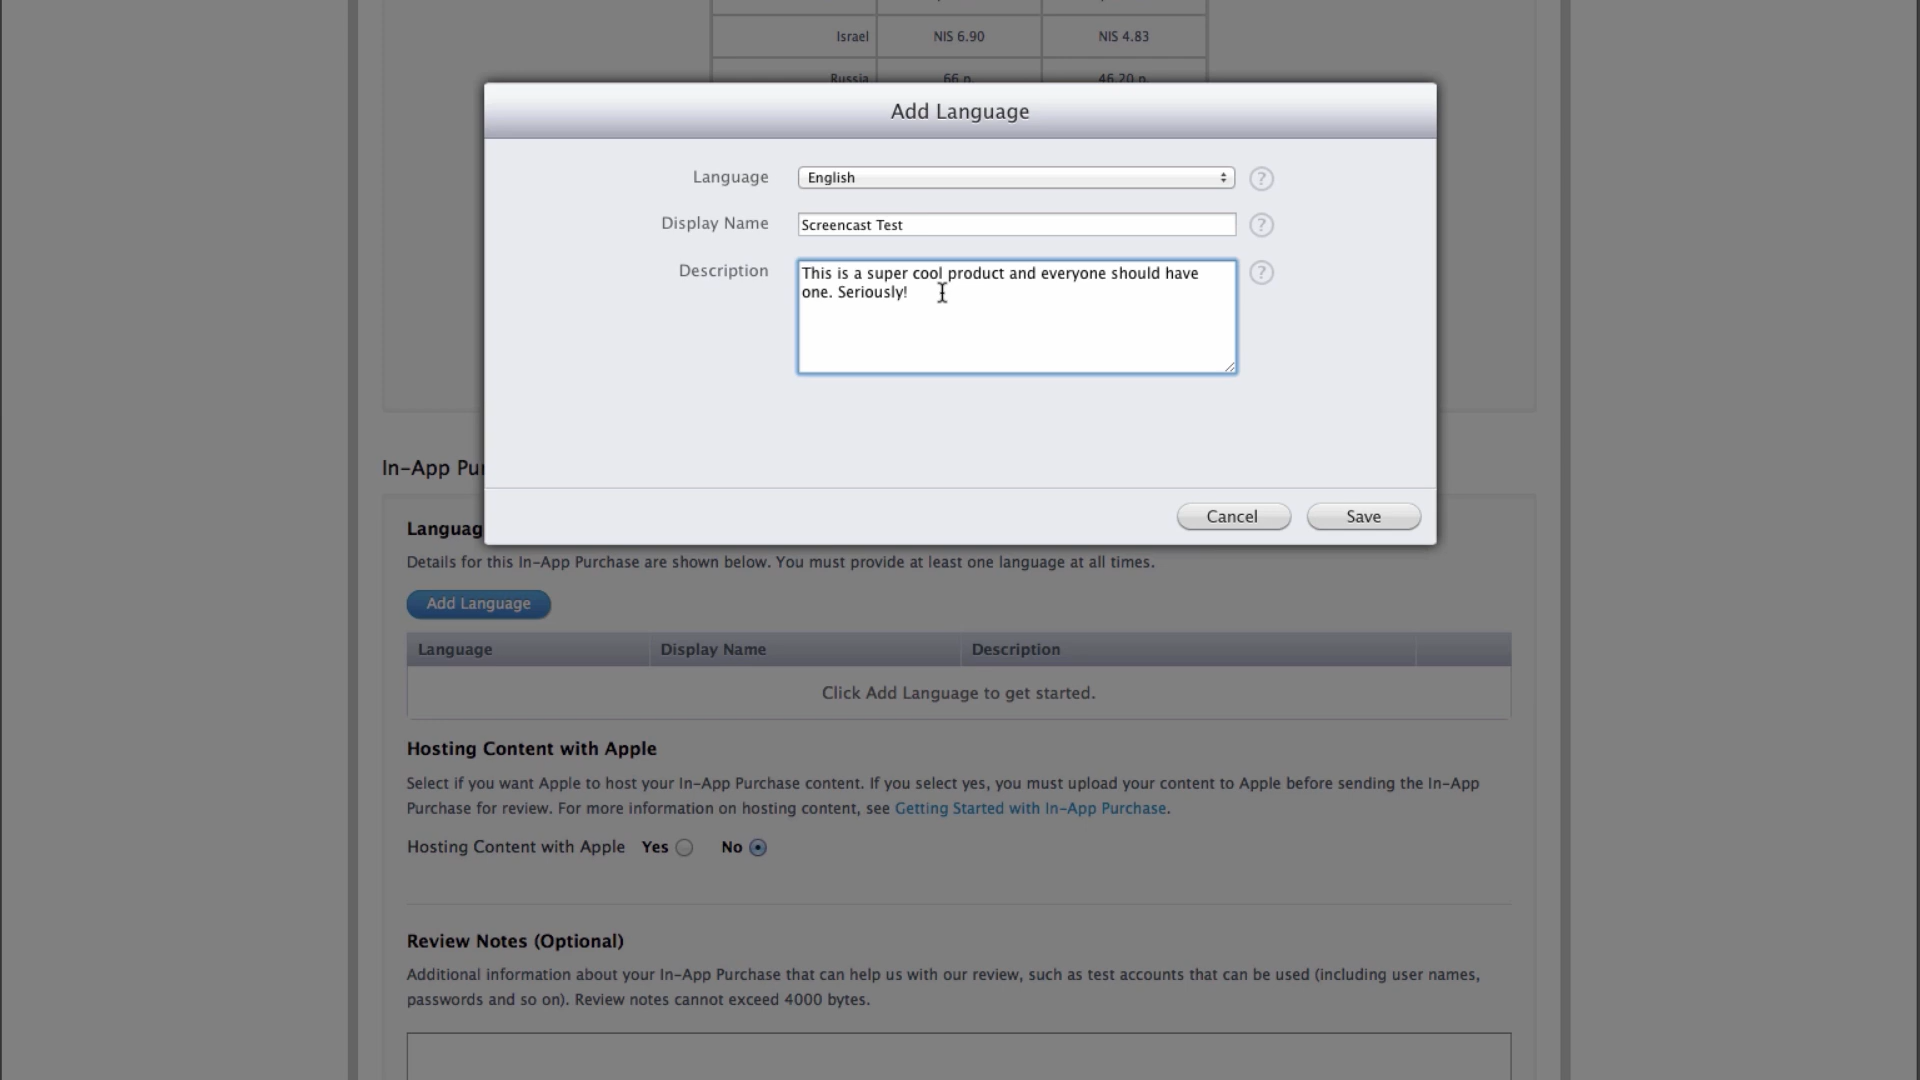 Israel NIS 6.90 NIS 4.83
Russia 66 p. 46.20 p.
Add Language
Language English ?
Display Name Screencast Test ?
Description This is a super cool product and everyone should have ?
one. Seriously!
In-App Pu
Cancel Save
Languag
Details for this In-App Purchase are shown below. You must provide at least one language at all times.
Add Language
Language Display Name Description
Click Add Language to get started.
Hosting Content with Apple
Select if you want Apple to host your In-App Purchase content. If you select yes, you must upload your content to Apple before sending the In-App
Purchase for review. For more information on hosting content, see Getting Started with In-App Purchase.
Hosting Content with Apple Yes No
Review Notes (Optional)
Additional information about your In-App Purchase that can help us with our review, such as test accounts that can be used (including user names,
passwords and so on). Review notes cannot exceed 4000 bytes.